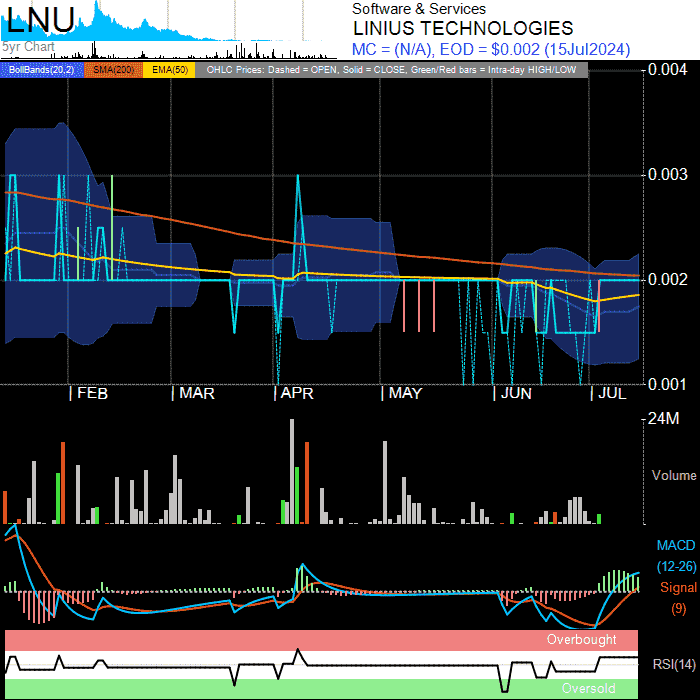 LNU
5yr Chart
Software & Services
LINIUS TECHNOLOGIES
MC = (N/A), EOD = $0.002 (15Jul2024)
BollBands(20,2) SMA(200) EMA(50) OHLC Prices: Dashed = OPEN, Solid = CLOSE, Green/Red bars = Intra-day HIGH/LOW
0.004
0.003
0.002
0.001
| FEB | MAR | APR | MAY | JUN | JUL
24M
Volume
MACD
(12-26)
Signal
(9)
Overbought
RSI(14)
Oversold